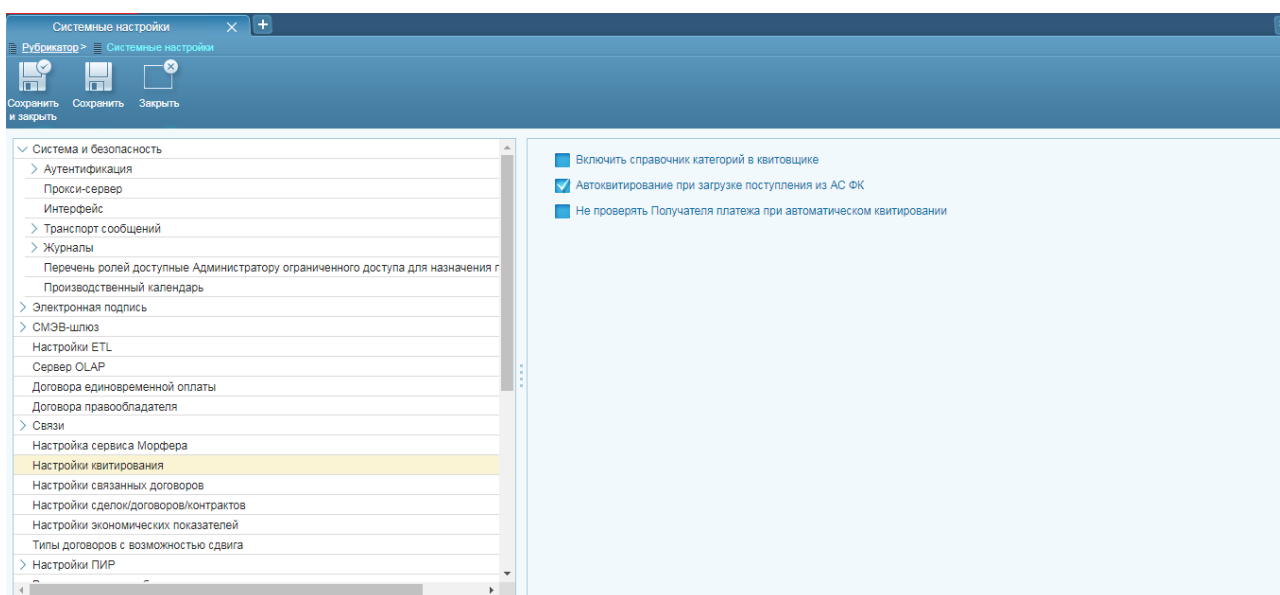 Системные настройки
Рубрикатор > Системные настройки
Сохранить и закрыть
Сохранить
Закрыть
Система и безопасность
Аутентификация
Прокси-сервер
Интерфейс
Транспорт сообщений
Журналы
Перечень ролей доступные Администратору ограниченного доступа для назначения
Производственный календарь
Электронная подпись
СМЭВ-шлюз
Настройки ETL
Сервер OLAP
Договора единовременной оплаты
Договора правообладателя
Связи
Настройка сервиса Морфера
Настройки квитирования
Настройки связанных договоров
Настройки сделок/договоров/контрактов
Настройки экономических показателей
Типы договоров с возможностью сдвига
Настройки ПИР
Включить справочник категорий в квитовщике
Автоквитирование при загрузке поступления из АС ФК
Не проверять Получателя платежа при автоматическом квитировании